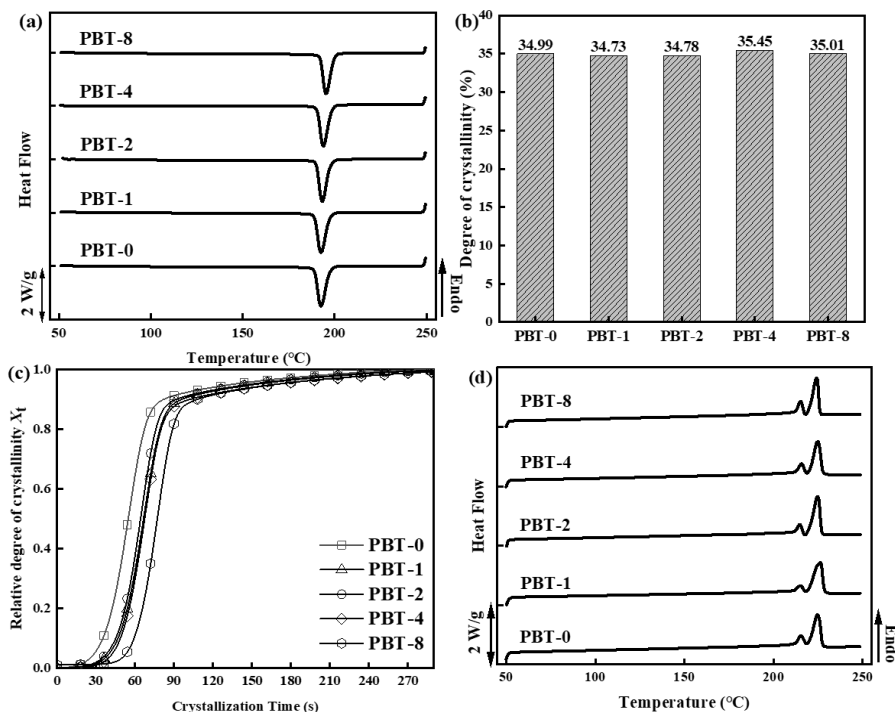 (a)
PBT-8
PBT-4
PBT-2
PBT-1
PBT-0
Heat Flow
2 W/g
Endo
50 100 150 200 250
Temperature (°C)
(b)
34.99 34.73 34.78 35.45 35.01
40
35
30
25
20
15
10
5
0
Degree of crystallinity (%)
PBT-0 PBT-1 PBT-2 PBT-4 PBT-8
(c)
1.0
0.8
0.6
0.4
0.2
0.0
Relative degree of crystallinity Xt
PBT-0
PBT-1
PBT-2
PBT-4
PBT-8
0 30 60 90 120 150 180 210 240 270
Crystallization Time (s)
(d)
PBT-8
PBT-4
PBT-2
PBT-1
PBT-0
Heat Flow
2 W/g
Endo
50 100 150 200 250
Temperature (°C)